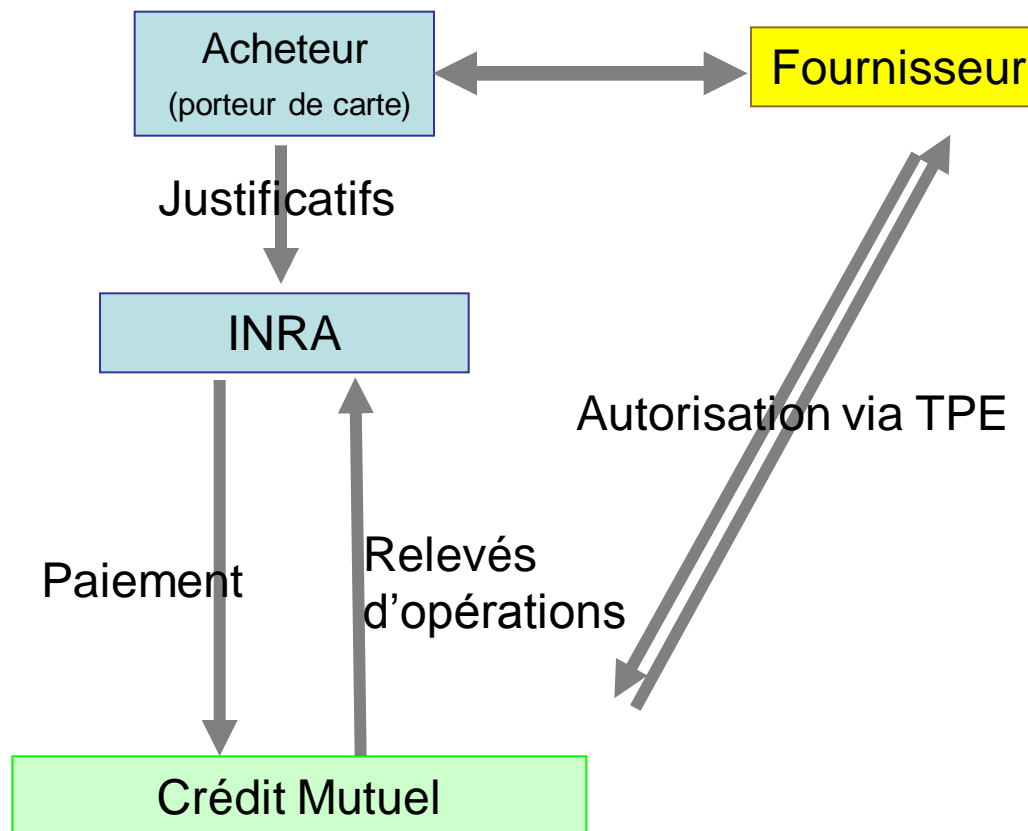 Acheteur
(porteur de carte)
Fournisseur
Justificatifs
INRA
Autorisation via TPE
Paiement
Relevés
d’opérations
Crédit Mutuel